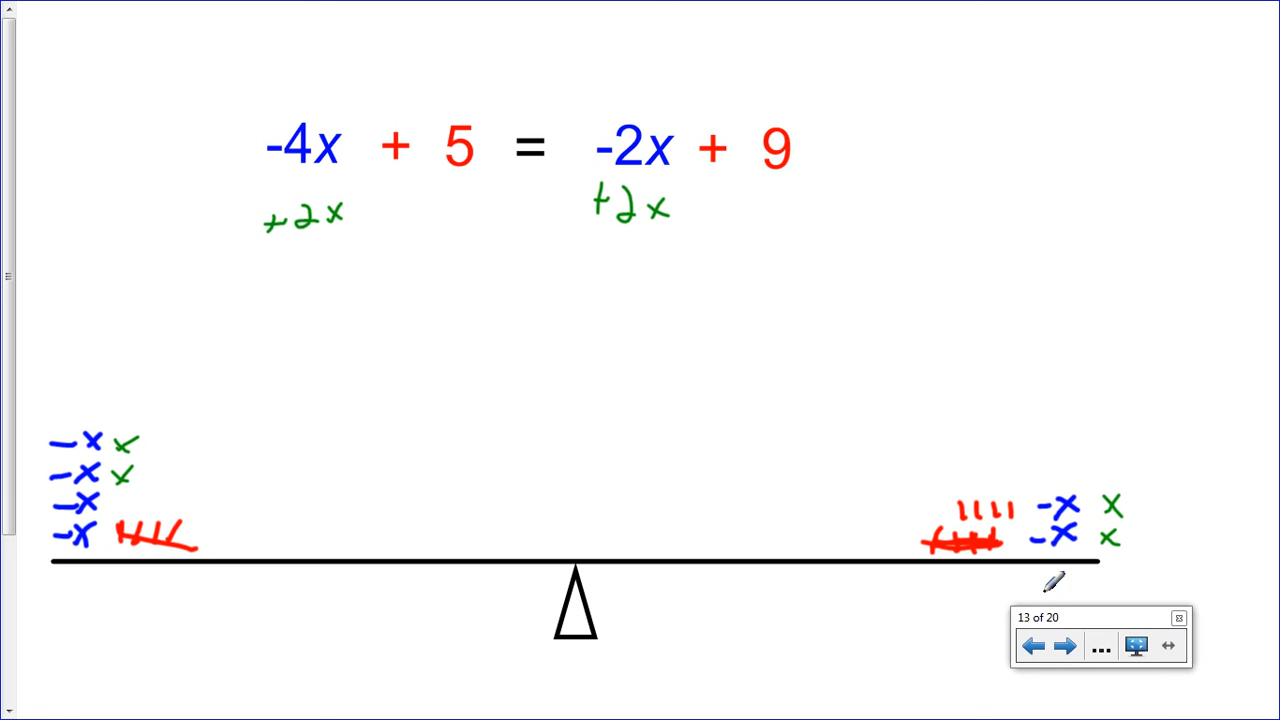 -4x + 5 = -2x + 9
+2x +2x
-x x
-x x
-x
-x
-x x
-x x
13 of 20
...